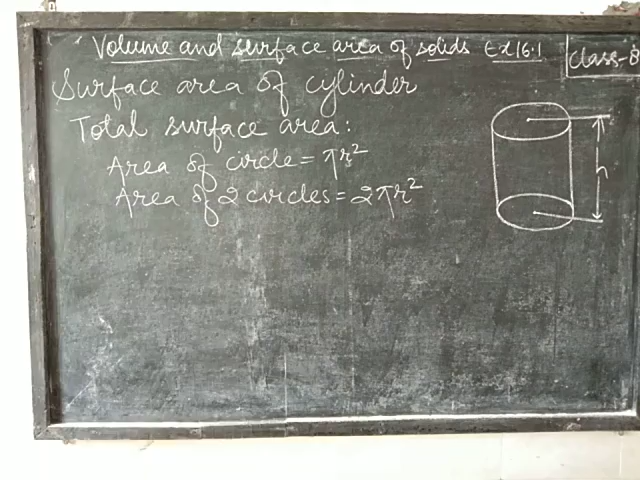 Volume and surface area of solids Ex 16.1
Class-8
Surface area of cylinder
Total surface area:
Area of circle = πr²
Area of 2 circles = 2πr²
h